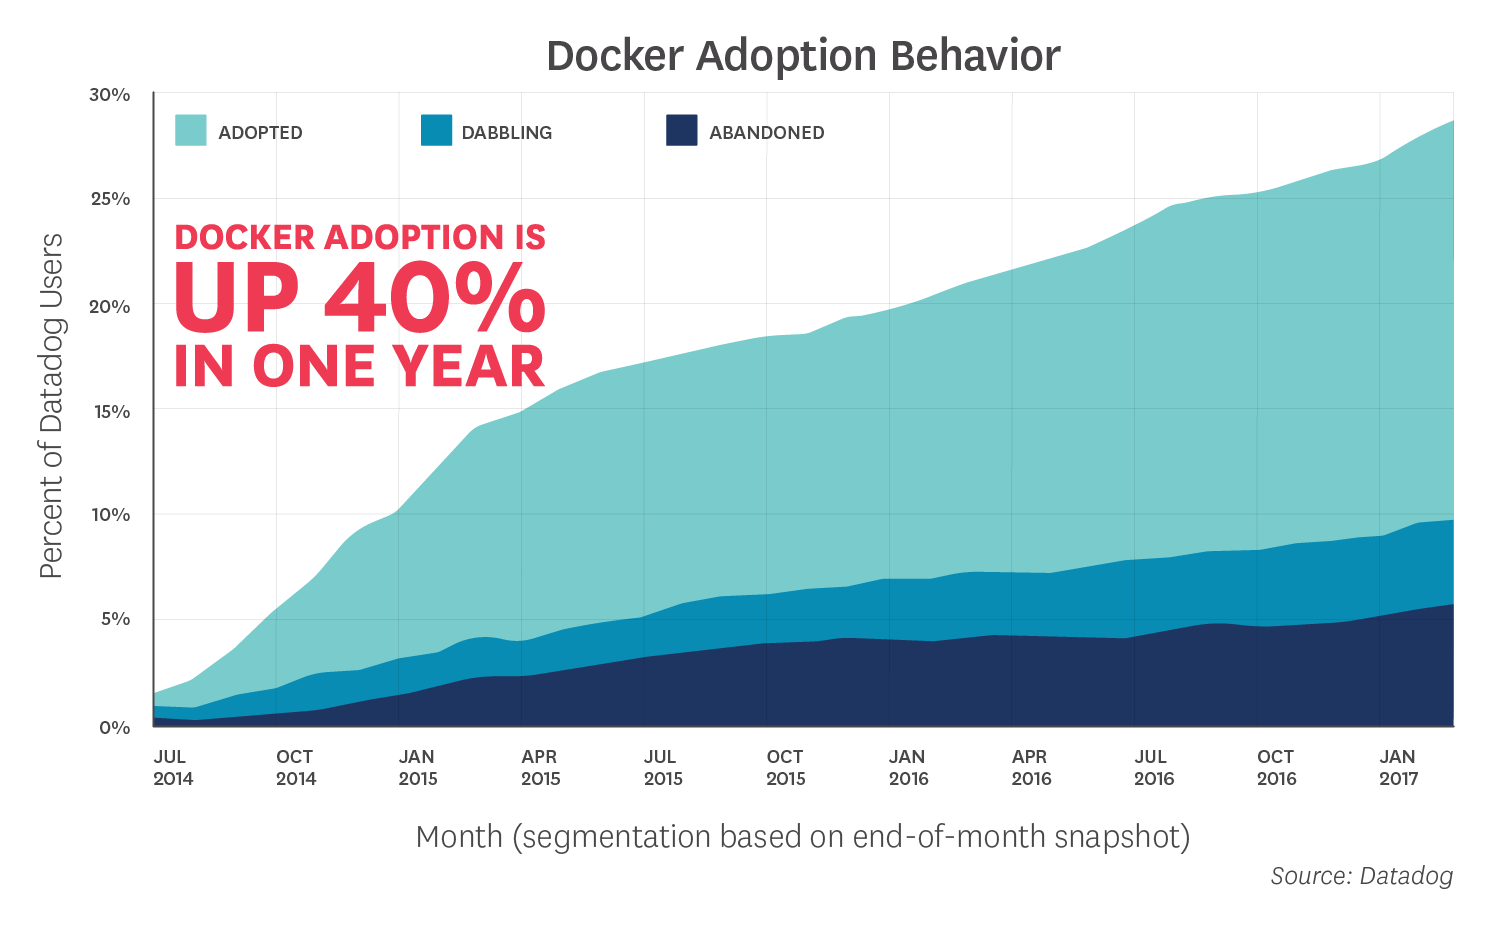 Docker Adoption Behavior
30%
ADOPTED DABBLING ABANDONED
25%
DOCKER ADOPTION IS
UP 40%
IN ONE YEAR
20%
15%
10%
5%
0%
Percent of Datadog Users
JUL OCT JAN APR JUL OCT JAN APR JUL OCT JAN
2014 2014 2015 2015 2015 2015 2016 2016 2016 2016 2017
Month (segmentation based on end-of-month snapshot)
Source: Datadog